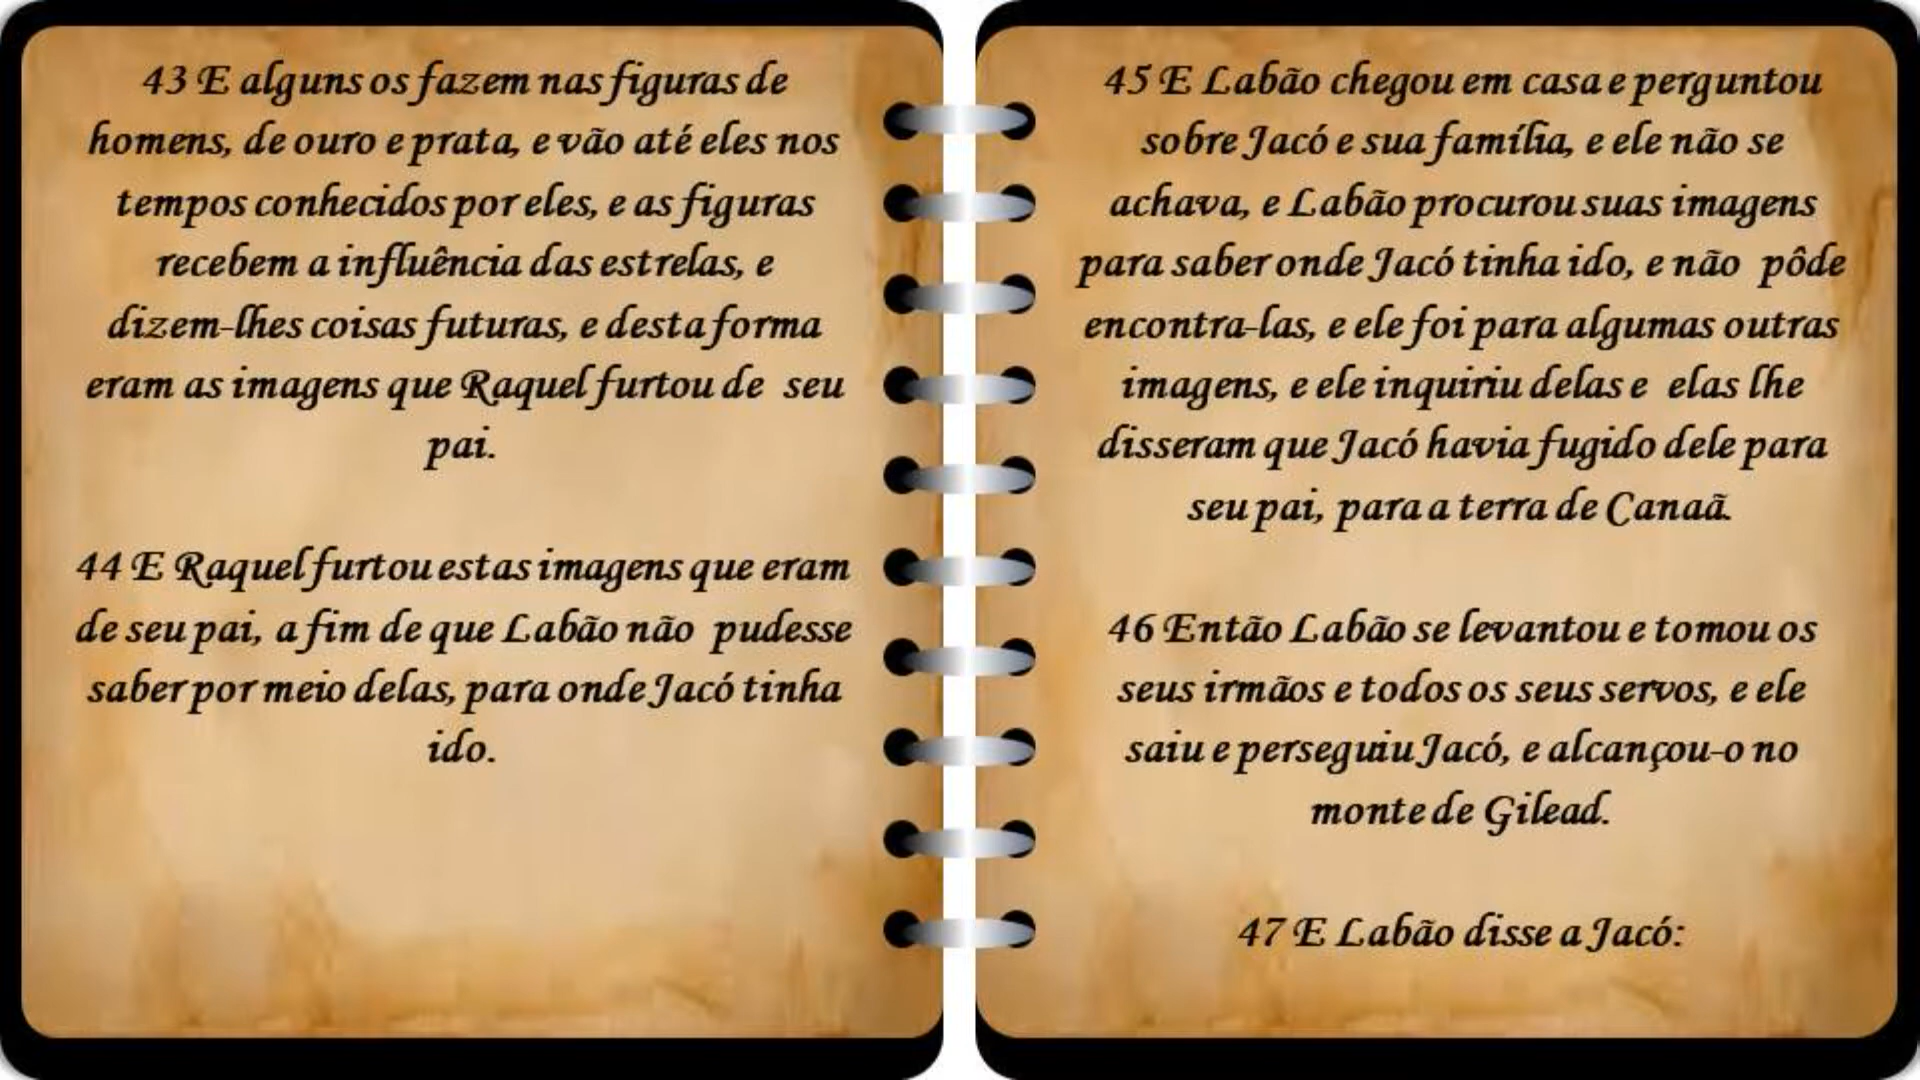 43 E alguns os fazem nas figuras de
homens, de ouro e prata, e vão até eles nos
tempos conhecidos por eles, e as figuras
recebem a influência das estrelas, e
dizem-lhes coisas futuras, e desta forma
eram as imagens que Raquel furtou de seu
pai.
44 E Raquel furtou estas imagens que eram
de seu pai, a fim de que Labão não pudesse
saber por meio delas, para onde Jacó tinha
ido.
45 E Labão chegou em casa e perguntou
sobre Jacó e sua família, e ele não se
achava, e Labão procurou suas imagens
para saber onde Jacó tinha ido, e não pôde
encontra-las, e ele foi para algumas outras
imagens, e ele inquiriu delas e elas lhe
disseram que Jacó havia fugido dele para
seu pai, para a terra de Canaã.
46 Então Labão se levantou e tomou os
seus irmãos e todos os seus servos, e ele
saiu e perseguiu Jacó, e alcançou-o no
monte de Gilead.
47 E Labão disse a Jacó: